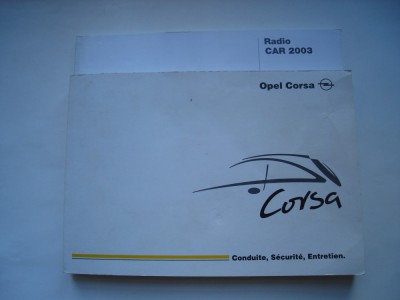 Radio
CAR 2003
Opel Corsa
Corsa
Conduite, Sécurité, Entretien.